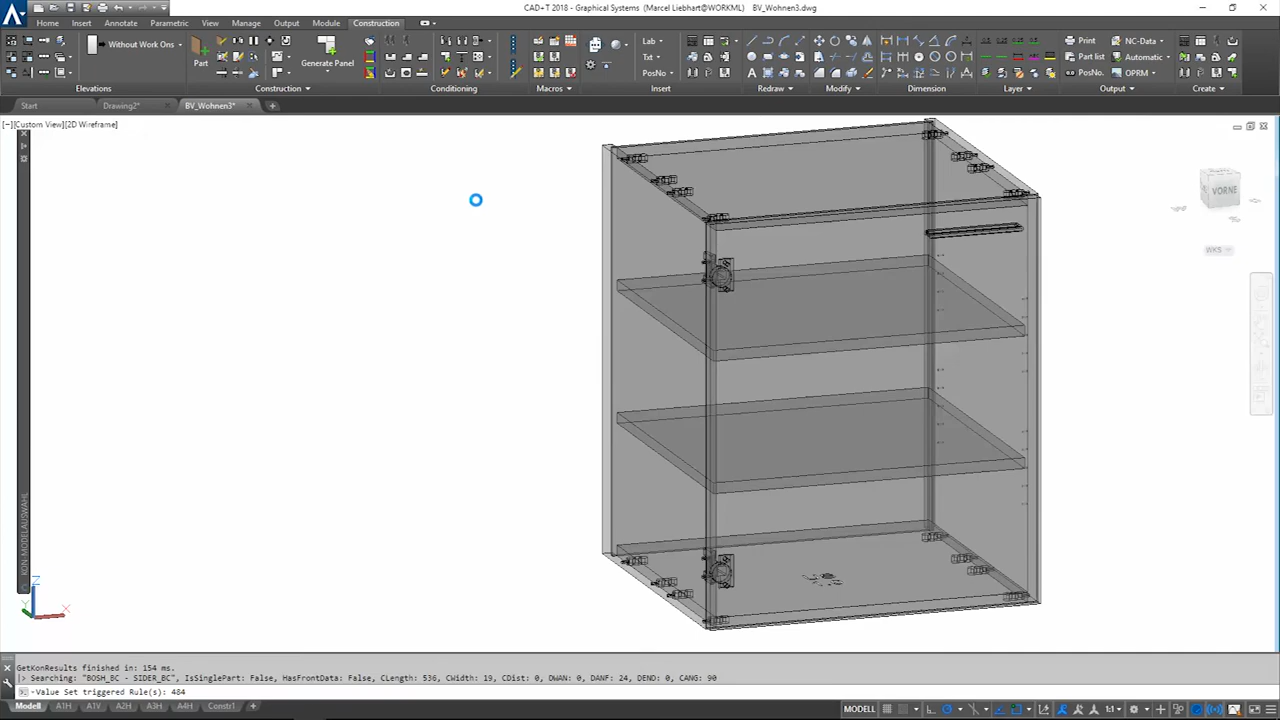 CAD+T 2018 - Graphical Systems (Marcel Liebhart@WORKML) BV_Wohnen3.dwg
Home Insert Annotate Parametric View Manage Output Module Construction
Without Work Ons
Part
Generate Panel
Lab
Txt
PosNo
Print
Part list
PosNo.
NC-Data
Automatic
OPRM
Elevations Construction Conditioning Macros Insert Redraw Modify Dimension Layer Output Create
Start Drawing2* BV_Wohnen3*
[−][Custom View][2D Wireframe]
VORNE
WKS
KON-MODELAUSWAHL
Z
Y X
GetKonResults finished in: 154 ms.
|> Searching: "BOSH_BC - SIDER_BC", IsSinglePart: False, HasFrontData: False, CLength: 536, CWidth: 19, CDist: 0, DWAN: 0, DANF: 24, DEND: 0, CANG: 90
-Value Set triggered Rule(s): 484
Modell A1H A1V A2H A3H A4H Constr1
MODELL
1:1